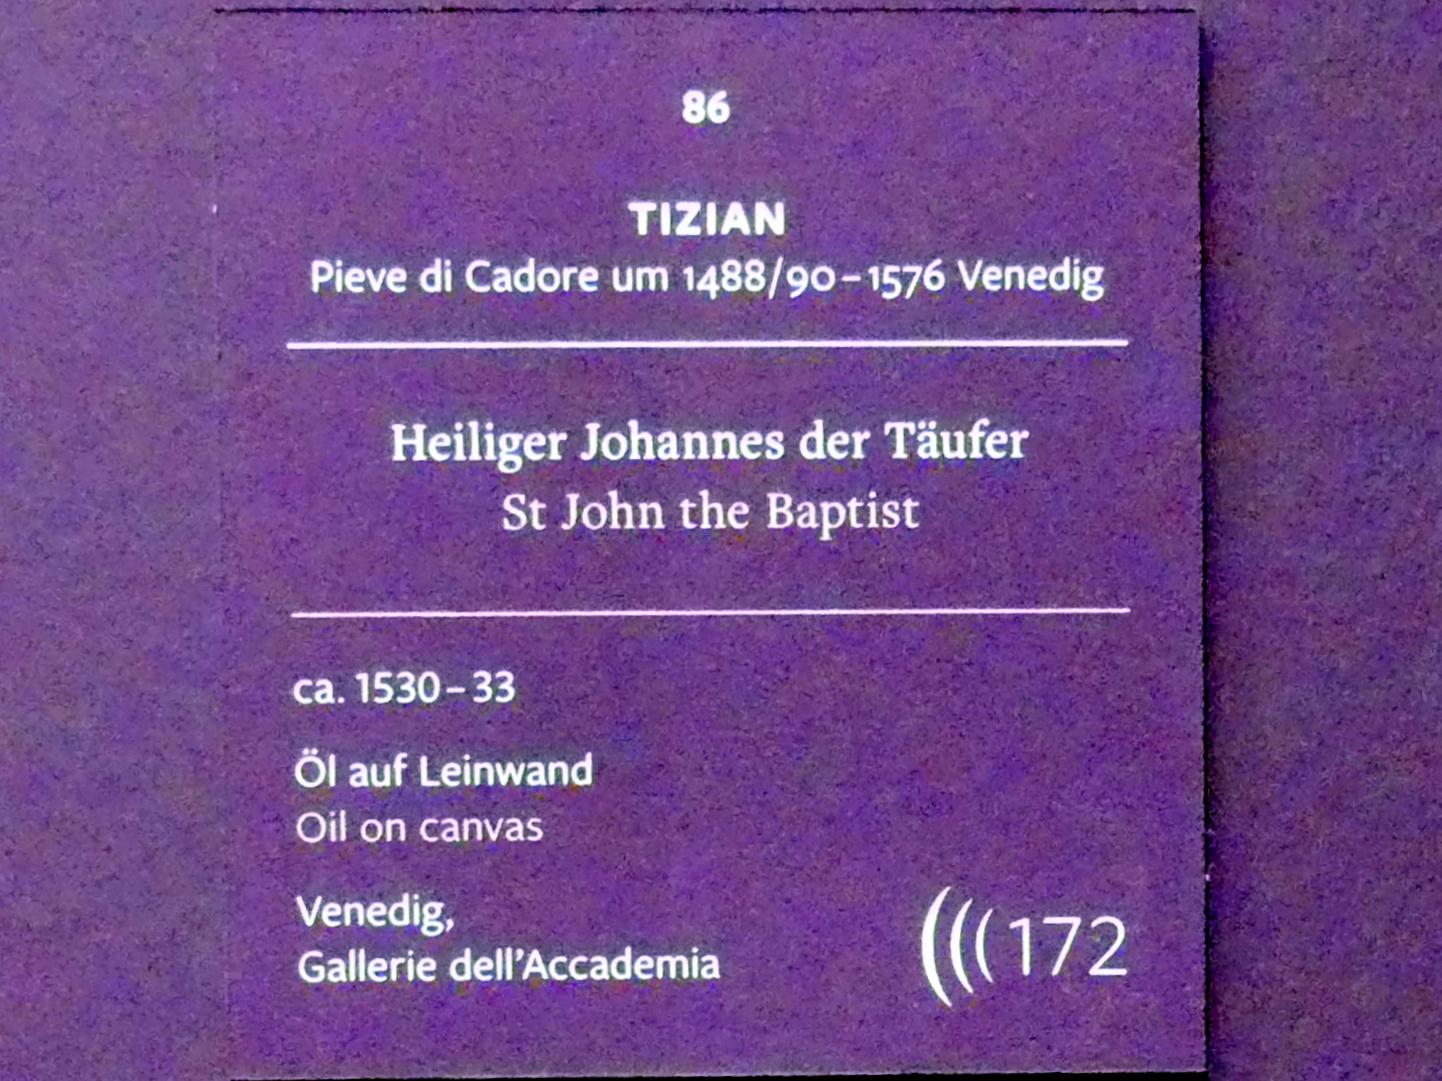 86
TIZIAN
Pieve di Cadore um 1488/90–1576 Venedig
Heiliger Johannes der Täufer
St John the Baptist
ca. 1530–33
Öl auf Leinwand
Oil on canvas
Venedig,
Gallerie dell'Accademia
172